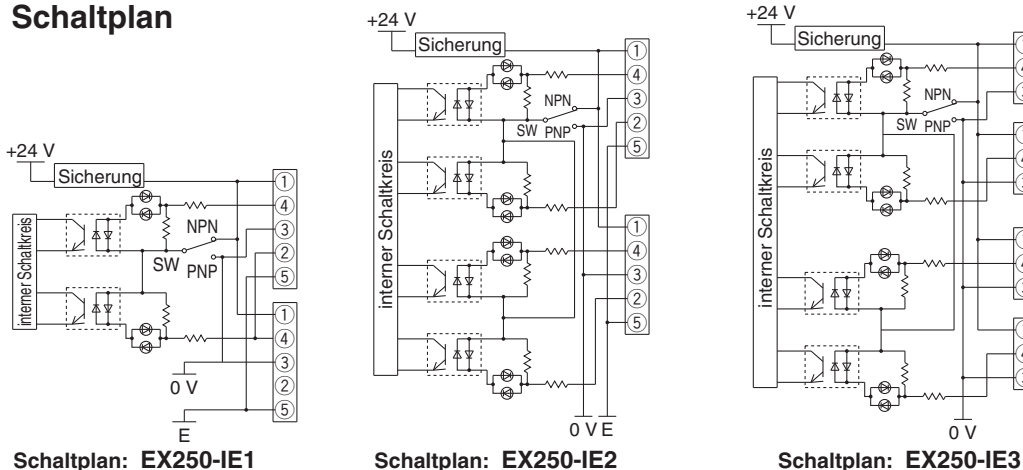 Schaltplan
+24 V
Sicherung
interner Schaltkreis
NPN
SW PNP
1
4
3
2
5
1
4
3
2
5
0 V
E
Schaltplan: EX250-IE1
+24 V
Sicherung
interner Schaltkreis
NPN
SW PNP
1
4
3
2
5
1
4
3
2
5
0 V E
Schaltplan: EX250-IE2
+24 V
Sicherung
interner Schaltkreis
NPN
SW PNP
0 V
Schaltplan: EX250-IE3